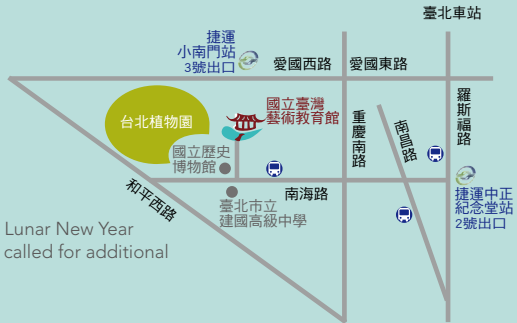 臺北車站
捷運
小南門站
3號出口
愛國西路
愛國東路
國立臺灣
藝術教育館
台北植物園
重慶南路
南昌路
羅斯福路
國立歷史
博物館
南海路
捷運中正
紀念堂站
2號出口
和平西路
臺北市立
建國高級中學
Lunar New Year
called for additional